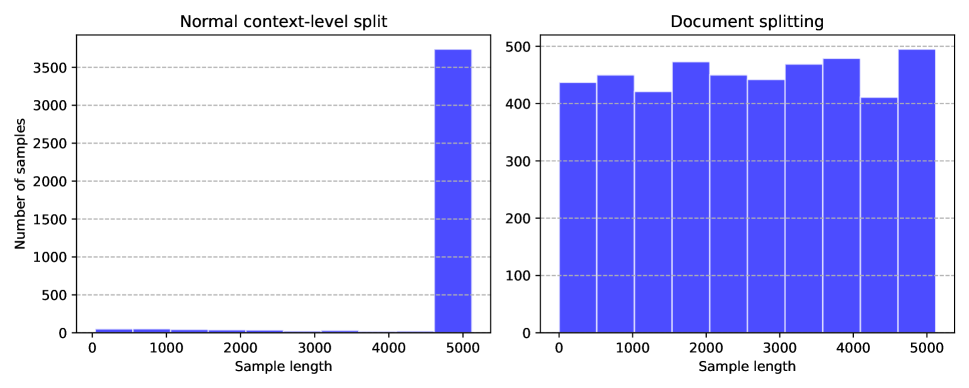 Normal context-level split
Number of samples
3500
3000
2500
2000
1500
1000
500
0
0 1000 2000 3000 4000 5000
Sample length
Document splitting
500
400
300
200
100
0
0 1000 2000 3000 4000 5000
Sample length